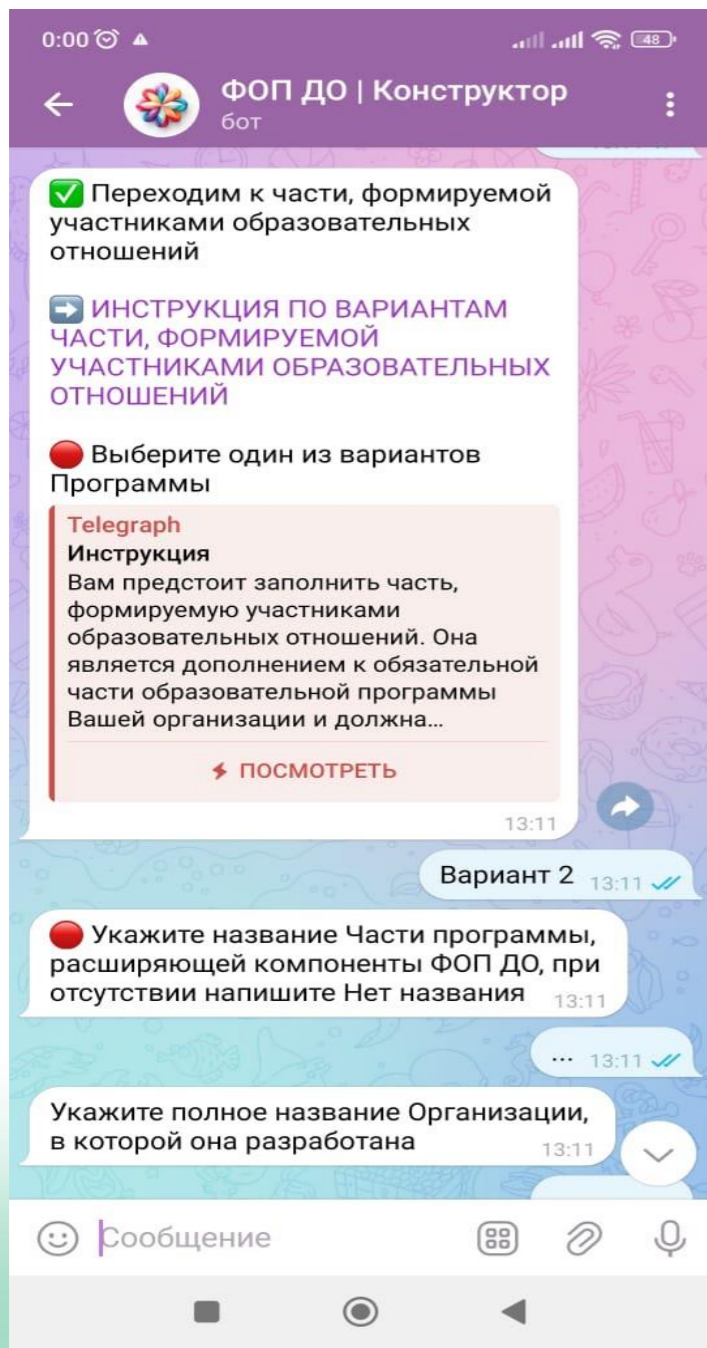 0:00
48
ФОП ДО | Конструктор
бот
✅ Переходим к части, формируемой
участниками образовательных
отношений
➡️ ИНСТРУКЦИЯ ПО ВАРИАНТАМ
ЧАСТИ, ФОРМИРУЕМОЙ
УЧАСТНИКАМИ ОБРАЗОВАТЕЛЬНЫХ
ОТНОШЕНИЙ
🔴 Выберите один из вариантов
Программы
Telegraph
Инструкция
Вам предстоит заполнить часть,
формируемую участниками
образовательных отношений. Она
является дополнением к обязательной
части образовательной программы
Вашей организации и должна...
ПОСМОТРЕТЬ
13:11
Вариант 2 13:11
🔴 Укажите название Части программы,
расширяющей компоненты ФОП ДО, при
отсутствии напишите Нет названия 13:11
... 13:11
Укажите полное название Организации,
в которой она разработана 13:11
Сообщение